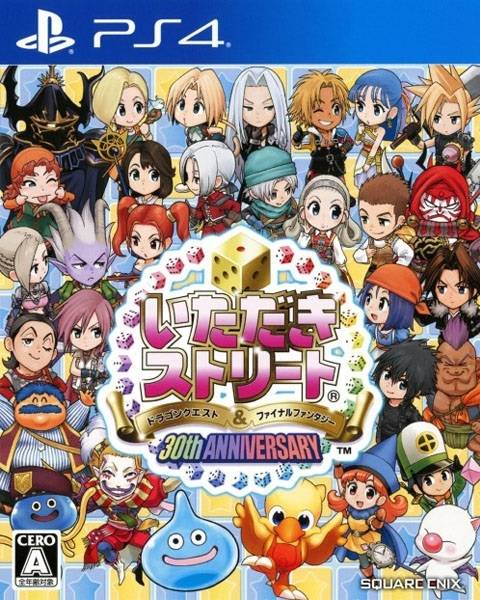 PS4
いただき
ストリート®
ドラゴンクエスト & ファイナルファンタジー
30th ANNIVERSARY ™
CERO
A
全年齢対象
SQUARE ENIX